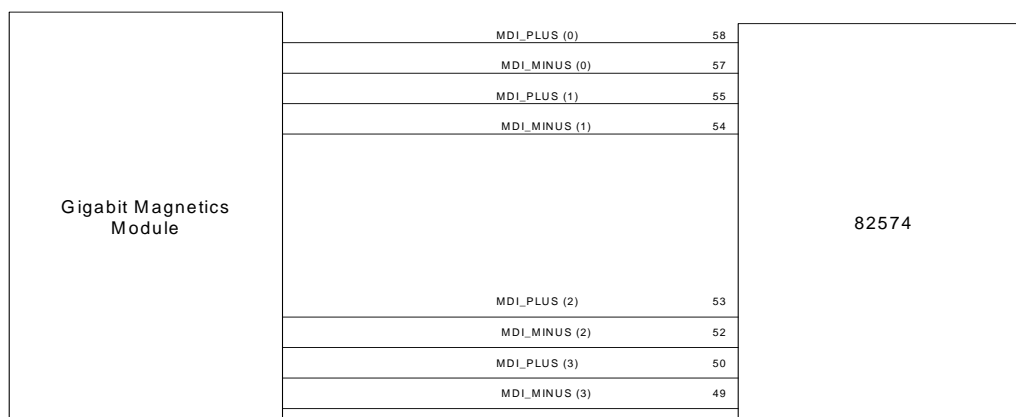 MDI_PLUS (0) 58
MDI_MINUS (0) 57
MDI_PLUS (1) 55
MDI_MINUS (1) 54
Gigabit Magnetics
Module
82574
MDI_PLUS (2) 53
MDI_MINUS (2) 52
MDI_PLUS (3) 50
MDI_MINUS (3) 49